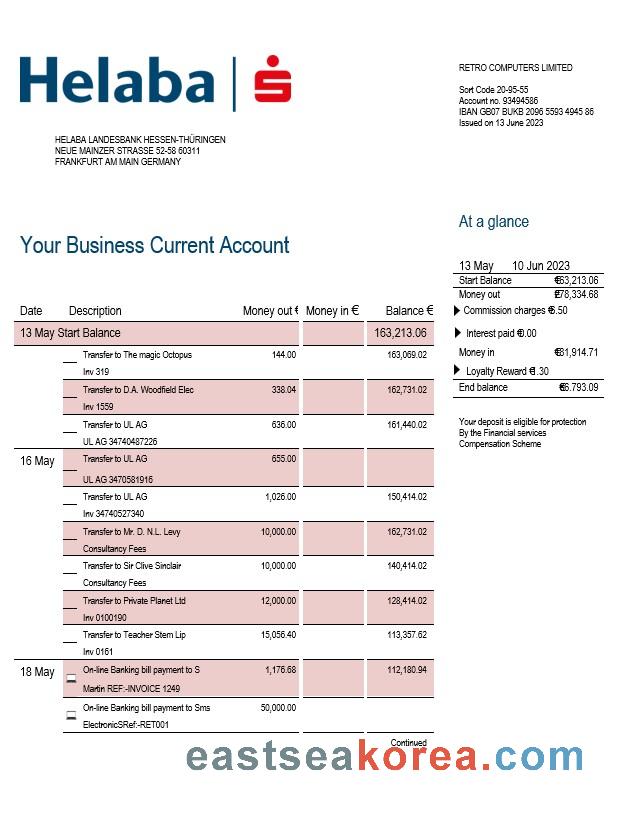 Helaba
RETRO COMPUTERS LIMITED
Sort Code 20-95-55
Account no. 93494586
IBAN GB07 BUKB 2096 5593 4945 86
Issued on 13 June 2023
HELABA LANDESBANK HESSEN-THÜRINGEN
NEUE MAINZER STRASSE 52-58 60311
FRANKFURT AM MAIN GERMANY
At a glance
Your Business Current Account
13 May 10 Jun 2023
Start Balance €63,213.06
Money out £78,334.68
Commission charges €6.50
Interest paid €0.00
Money in €31,914.71
Loyalty Reward €1.30
End balance €6.793.09
Your deposit is eligible for protection
By the Financial services
Compensation Scheme
Date Description Money out € Money in € Balance €
13 May Start Balance 163,213.06
Transfer to The magic Octopus 144.00 163,069.02
Inv 319
Transfer to D.A. Woodfield Elec 338.04 162,731.02
Inv 1559
Transfer to UL AG 636.00 161,440.02
UL AG 34740487226
16 May Transfer to UL AG 655.00
UL AG 3470581916
Transfer to UL AG 1,026.00 150,414.02
Inv 34740527340
Transfer to Mr. D. N.L. Levy 10,000.00 162,731.02
Consultancy Fees
Transfer to Sir Clive Sinclair 10,000.00 140,414.02
Consultancy Fees
Transfer to Private Planet Ltd 12,000.00 128,414.02
Inv 0100190
Transfer to Teacher Stem Lip 15,056.40 113,357.62
Inv 0161
18 May On-line Banking bill payment to S 1,176.68 112,180.94
Martin REF:-INVOICE 1249
On-line Banking bill payment to Sms 50,000.00
ElectronicSRef:-RET001
Continued
eastseakorea.com